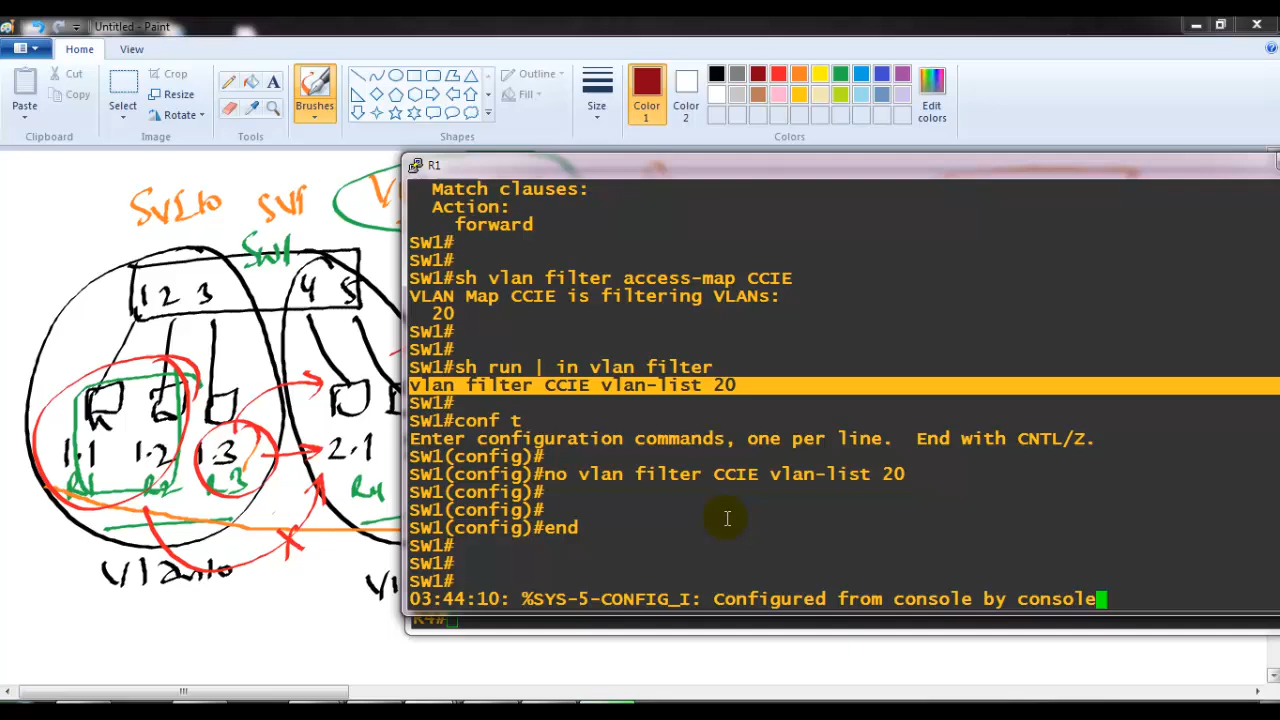 Untitled - Paint
Home View
Paste
Cut
Copy
Select
Crop
Resize
Rotate
A
Brushes
Outline
Fill
Size
Color 1
Color 2
Edit colors
Clipboard
Image
Tools
Shapes
Colors
SVI10 SVI V
SW1
1 2 3 4 5
1.1 1.2 1.3 2.1
R1 R2 R3 R4
Vlan10
R1
Match clauses:
Action:
forward
SW1#
SW1#
SW1#sh vlan filter access-map CCIE
VLAN Map CCIE is filtering VLANs:
20
SW1#
SW1#
SW1#sh run | in vlan filter
vlan filter CCIE vlan-list 20
SW1#
SW1#conf t
Enter configuration commands, one per line.  End with CNTL/Z.
SW1(config)#
SW1(config)#no vlan filter CCIE vlan-list 20
SW1(config)#
SW1(config)#
SW1(config)#end
SW1#
SW1#
SW1#
03:44:10: %SYS-5-CONFIG_I: Configured from console by console
R4#